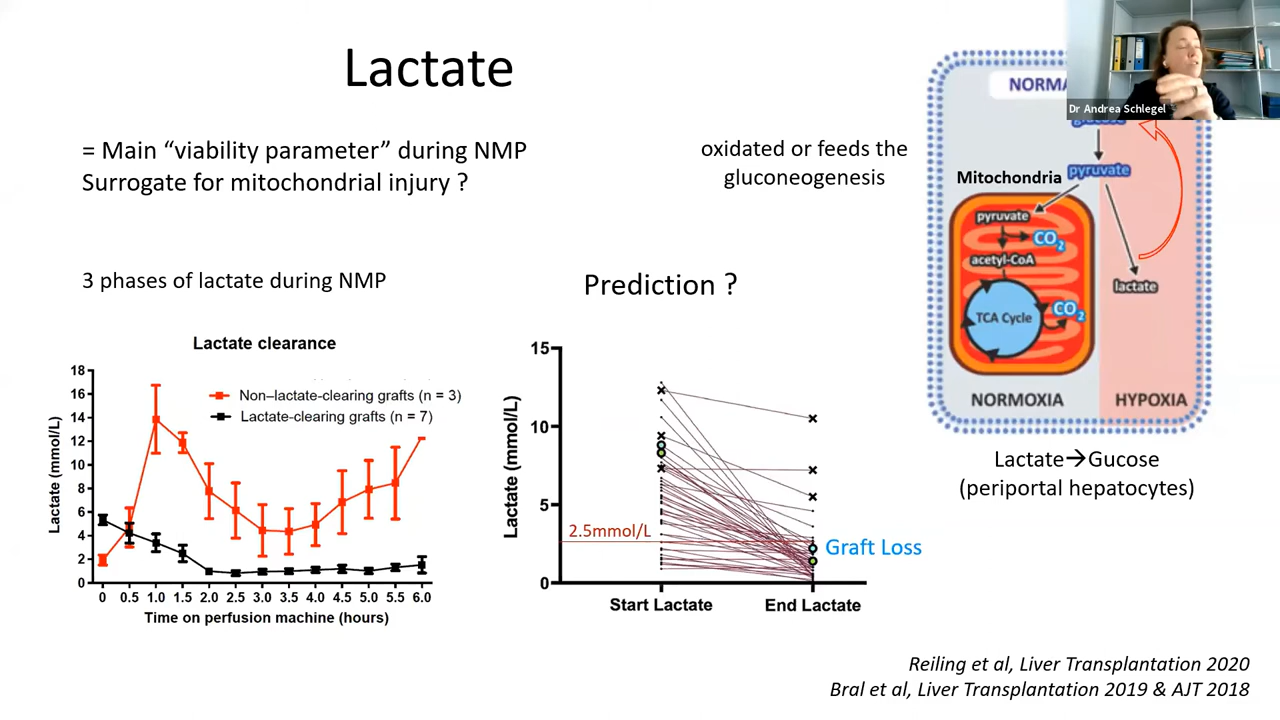 Lactate
= Main “viability parameter” during NMP
Surrogate for mitochondrial injury ?
3 phases of lactate during NMP
Lactate clearance
Lactate (mmol/L)
18
16
14
12
10
8
6
4
2
0
Non–lactate-clearing grafts (n = 3)
Lactate-clearing grafts (n = 7)
0 0.5 1.0 1.5 2.0 2.5 3.0 3.5 4.0 4.5 5.0 5.5 6.0
Time on perfusion machine (hours)
Prediction ?
Lactate (mmol/L)
15
10
5
0
2.5mmol/L
Graft Loss
Start Lactate End Lactate
oxidated or feeds the
gluconeogenesis
Dr Andrea Schlegel
glucose
pyruvate
Mitochondria
pyruvate
CO2
acetyl-CoA
lactate
TCA Cycle
CO2
NORMOXIA HYPOXIA
Lactate→Gucose
(periportal hepatocytes)
Reiling et al, Liver Transplantation 2020
Bral et al, Liver Transplantation 2019 & AJT 2018